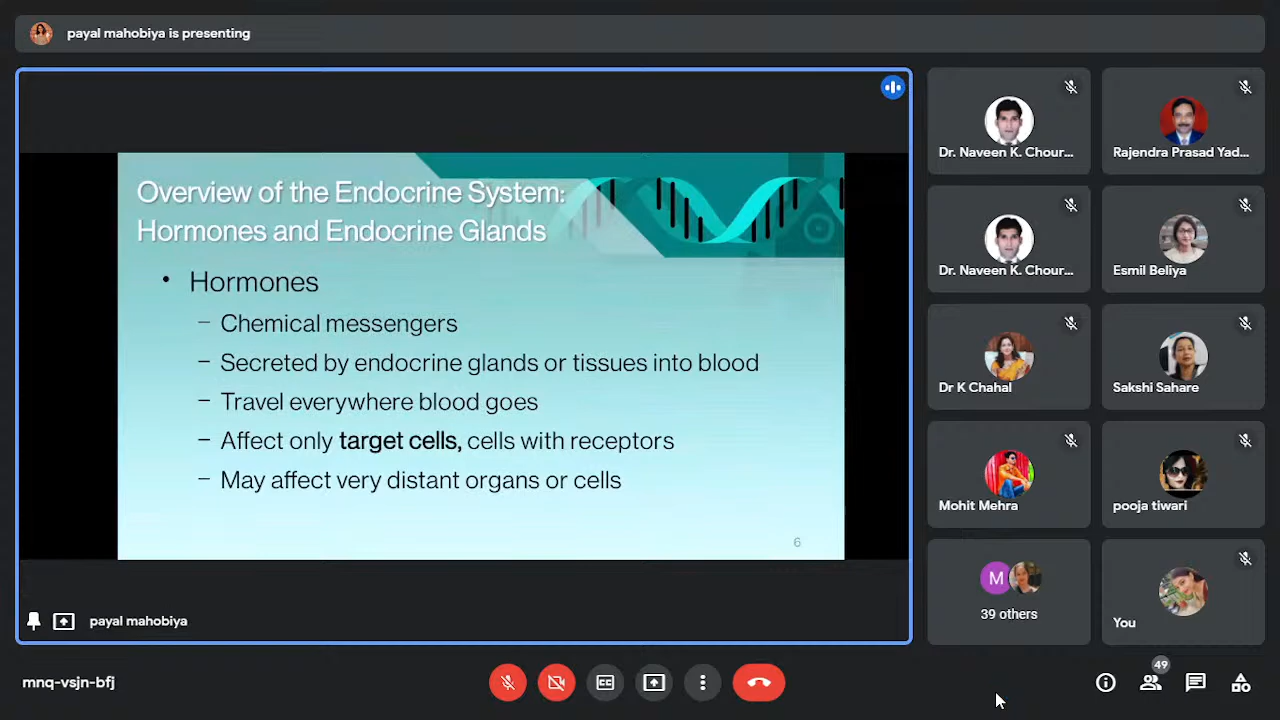 payal mahobiya is presenting
Overview of the Endocrine System:
Hormones and Endocrine Glands
• Hormones
– Chemical messengers
– Secreted by endocrine glands or tissues into blood
– Travel everywhere blood goes
– Affect only target cells, cells with receptors
– May affect very distant organs or cells
6
payal mahobiya
Dr. Naveen K. Chour...
Rajendra Prasad Yad...
Dr. Naveen K. Chour...
Esmil Beliya
Dr K Chahal
Sakshi Sahare
Mohit Mehra
pooja tiwari
M
39 others
You
mnq-vsjn-bfj
CC
49